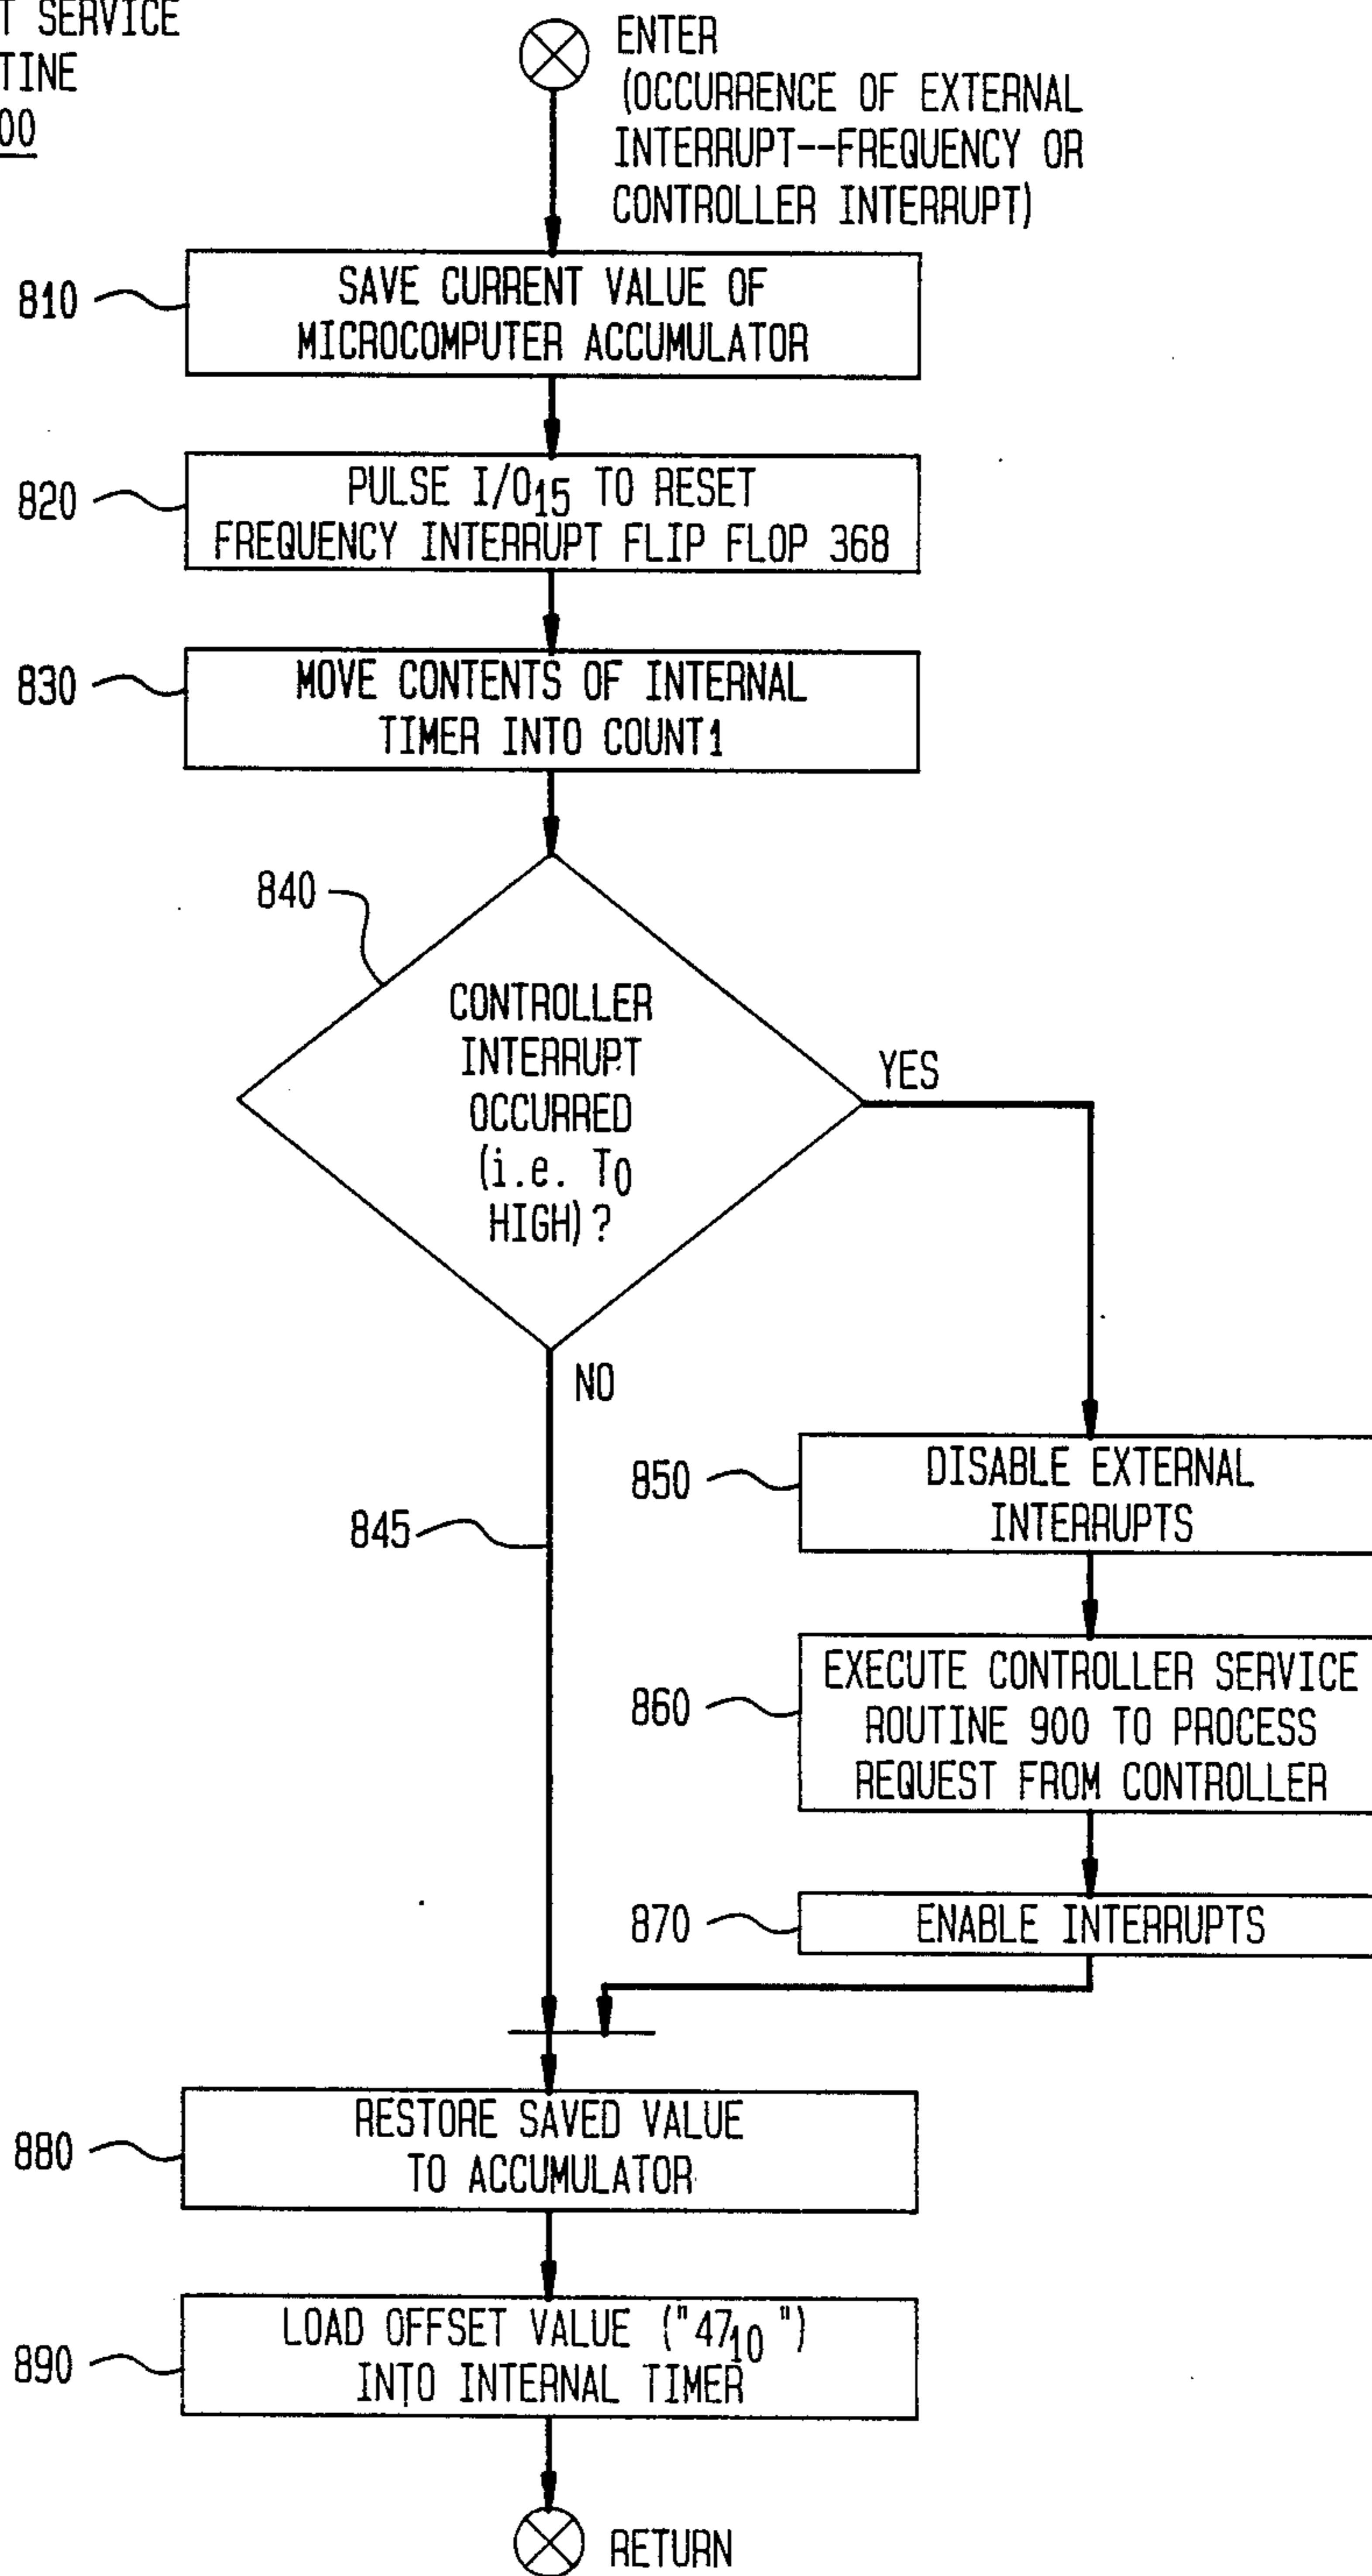 T SERVICE
TINE
00
ENTER
(OCCURRENCE OF EXTERNAL
INTERRUPT--FREQUENCY OR
CONTROLLER INTERRUPT)
810
SAVE CURRENT VALUE OF
MICROCOMPUTER ACCUMULATOR
820
PULSE I/O15 TO RESET
FREQUENCY INTERRUPT FLIP FLOP 368
830
MOVE CONTENTS OF INTERNAL
TIMER INTO COUNT1
840
CONTROLLER
INTERRUPT
OCCURRED
(i.e. T0
HIGH)?
YES
NO
845
850
DISABLE EXTERNAL
INTERRUPTS
860
EXECUTE CONTROLLER SERVICE
ROUTINE 900 TO PROCESS
REQUEST FROM CONTROLLER
870
ENABLE INTERRUPTS
880
RESTORE SAVED VALUE
TO ACCUMULATOR
890
LOAD OFFSET VALUE ("4710")
INTO INTERNAL TIMER
RETURN